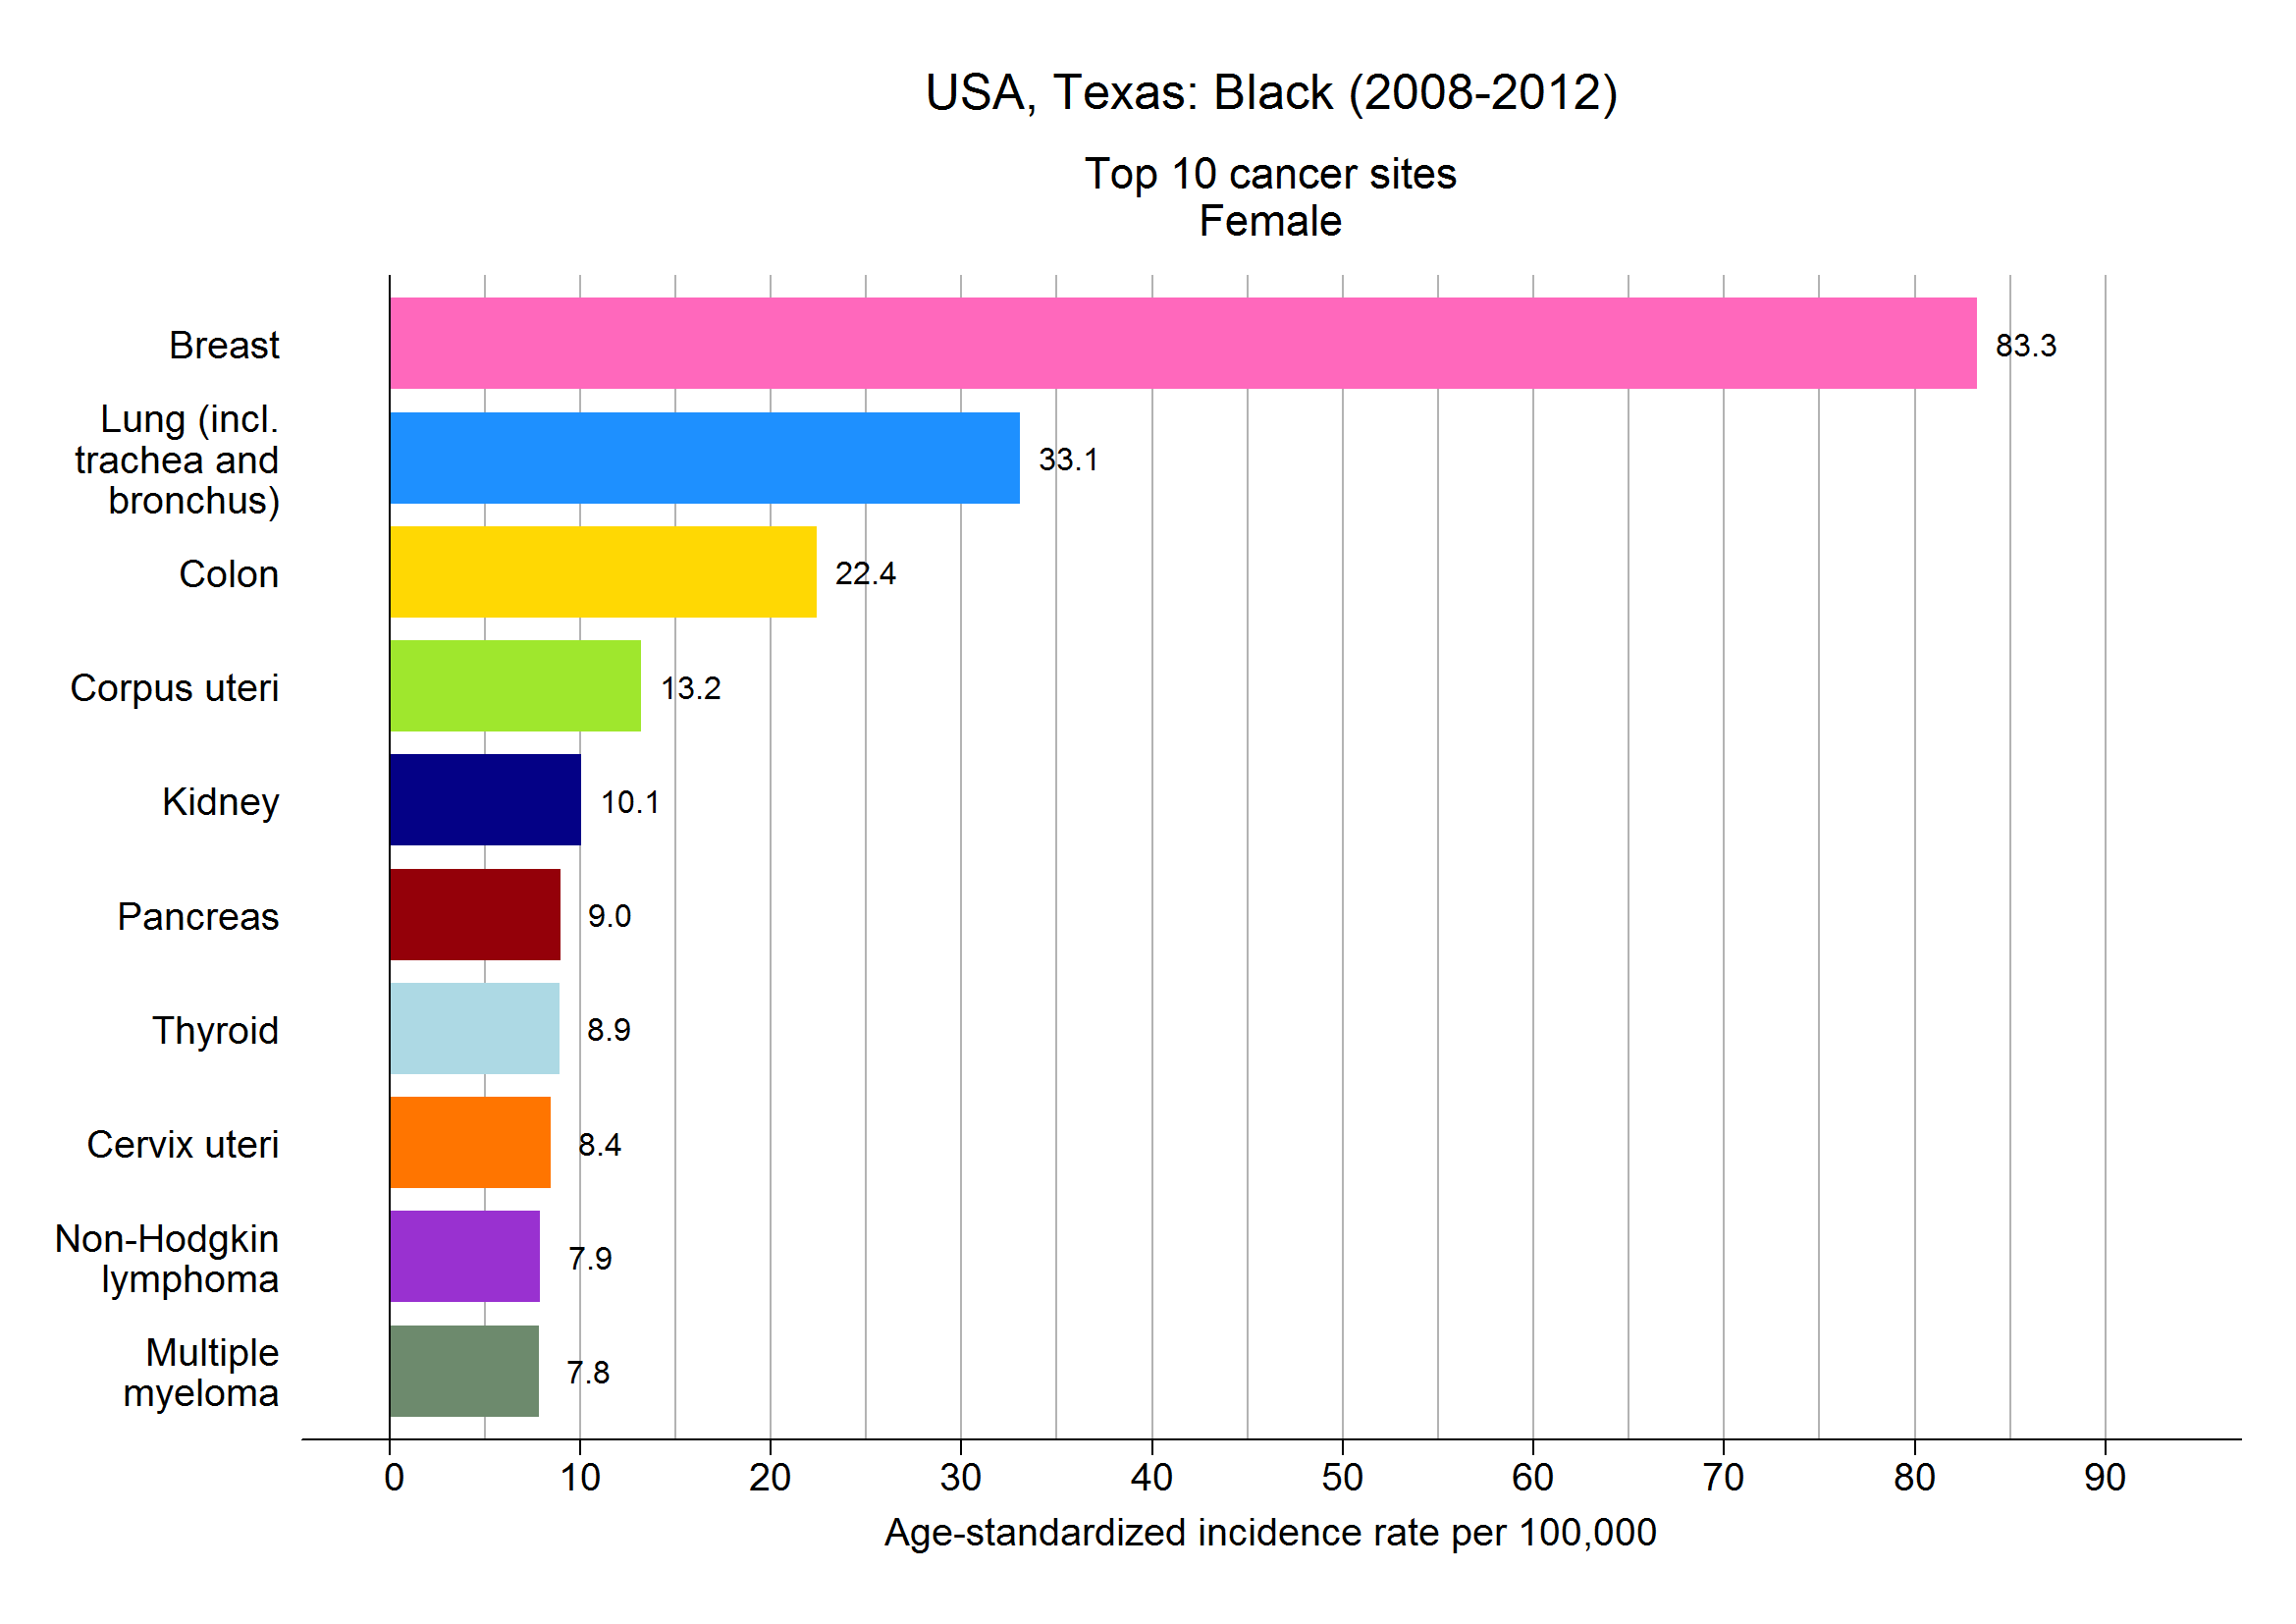 USA, Texas: Black (2008-2012)
Top 10 cancer sites
Female
Breast
83.3
Lung (incl.
trachea and
bronchus)
33.1
Colon
22.4
Corpus uteri
13.2
Kidney
10.1
Pancreas
9.0
Thyroid
8.9
Cervix uteri
8.4
Non-Hodgkin
lymphoma
7.9
Multiple
myeloma
7.8
0 10 20 30 40 50 60 70 80 90
Age-standardized incidence rate per 100,000